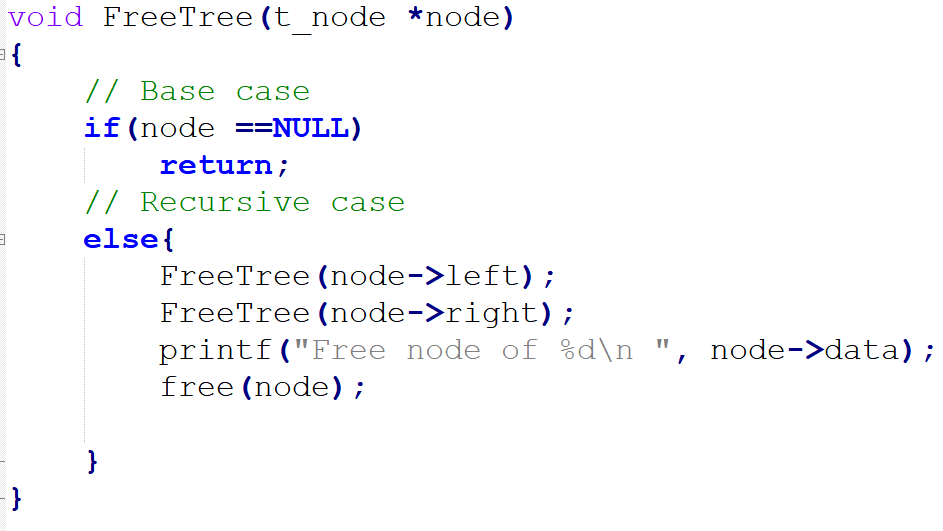 void FreeTree(t_node *node)
{
    // Base case
    if(node ==NULL)
        return;
    // Recursive case
    else{
        FreeTree(node->left);
        FreeTree(node->right);
        printf("Free node of %d\n ", node->data);
        free(node);

    }
}